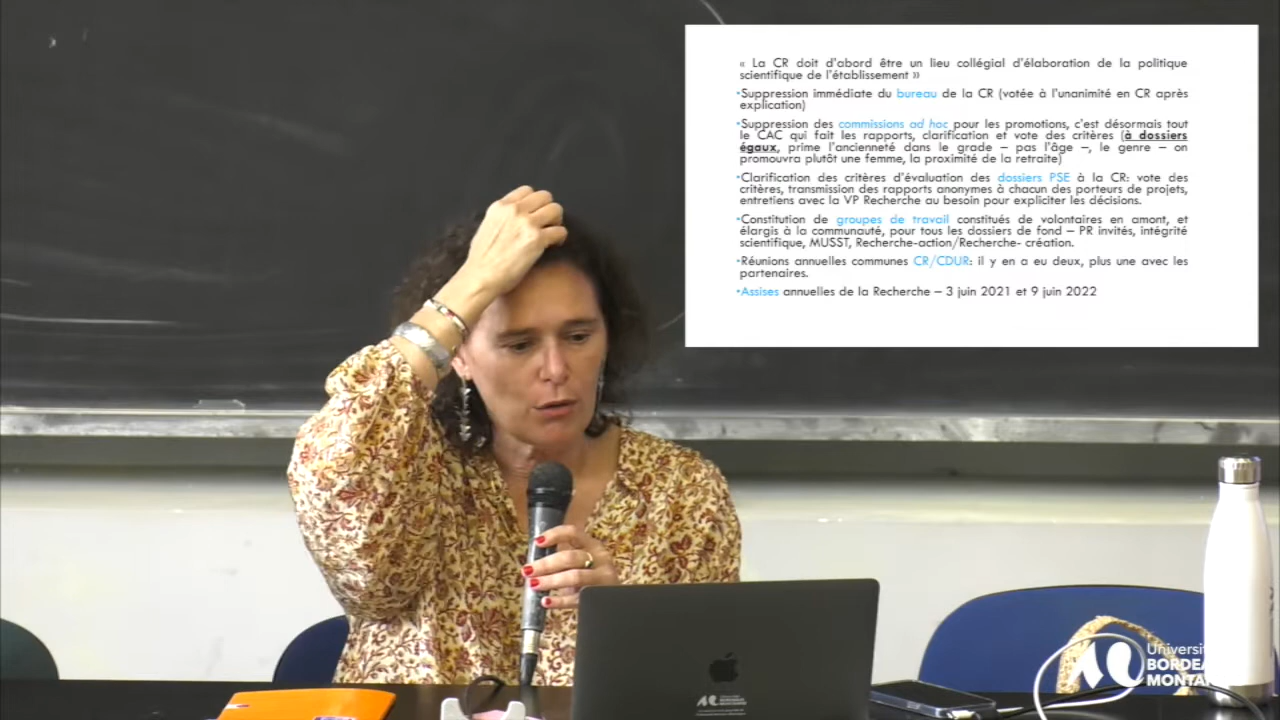 « La CR doit d'abord être un lieu collégial d'élaboration de la politique
scientifique de l'établissement »
•Suppression immédiate du bureau de la CR (votée à l'unanimité en CR après
explication)
•Suppression des commissions ad hoc pour les promotions, c'est désormais tout
le CAC qui fait les rapports, clarification et vote des critères (à dossiers
égaux, prime l'ancienneté dans le grade – pas l'âge –, le genre – on
promouvra plutôt une femme, la proximité de la retraite)
•Clarification des critères d'évaluation des dossiers PSE à la CR: vote des
critères, transmission des rapports anonymes à chacun des porteurs de projets,
entretiens avec la VP Recherche au besoin pour expliciter les décisions.
•Constitution de groupes de travail constitués de volontaires en amont, et
élargis à la communauté, pour tous les dossiers de fond – PR invités, intégrité
scientifique, MUSST, Recherche-action/Recherche- création.
•Réunions annuelles communes CR/CDUR: il y en a eu deux, plus une avec les
partenaires.
•Assises annuelles de la Recherche – 3 juin 2021 et 9 juin 2022